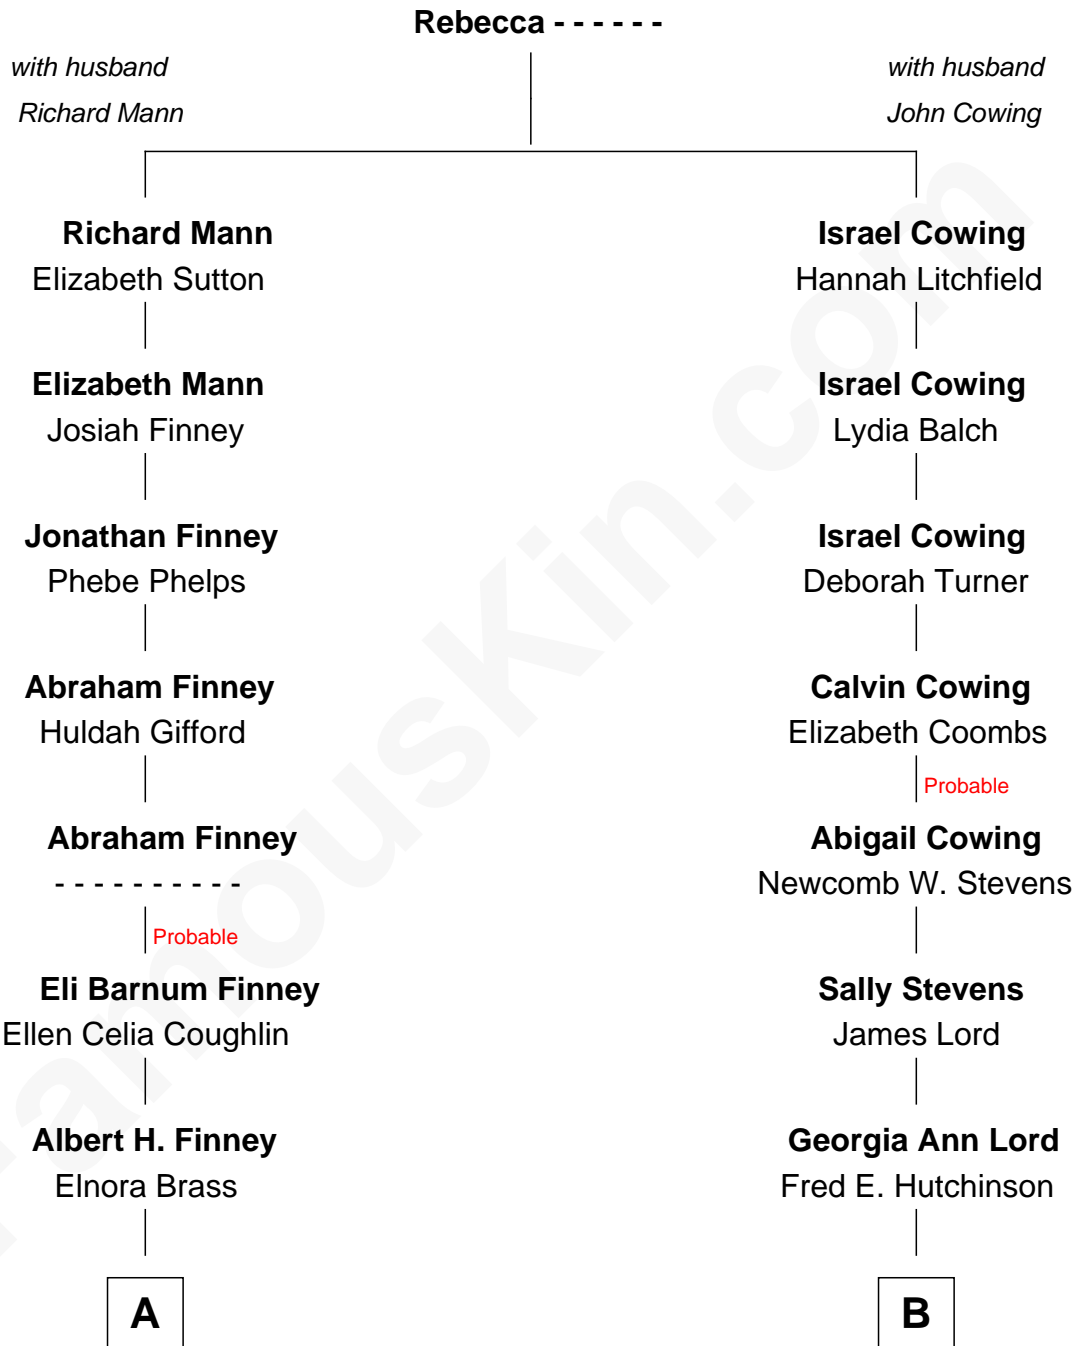 Rebecca - - - - - -
with husband
Richard Mann
with husband
John Cowing
Richard Mann
Elizabeth Sutton
Israel Cowing
Hannah Litchfield
Elizabeth Mann
Josiah Finney
Israel Cowing
Lydia Balch
Jonathan Finney
Phebe Phelps
Israel Cowing
Deborah Turner
Abraham Finney
Huldah Gifford
Calvin Cowing
Elizabeth Coombs
Probable
Abraham Finney
- - - - - - - - - -
Probable
Abigail Cowing
Newcomb W. Stevens
Eli Barnum Finney
Ellen Celia Coughlin
Sally Stevens
James Lord
Albert H. Finney
Elnora Brass
Georgia Ann Lord
Fred E. Hutchinson
A
B
FamousKin.com